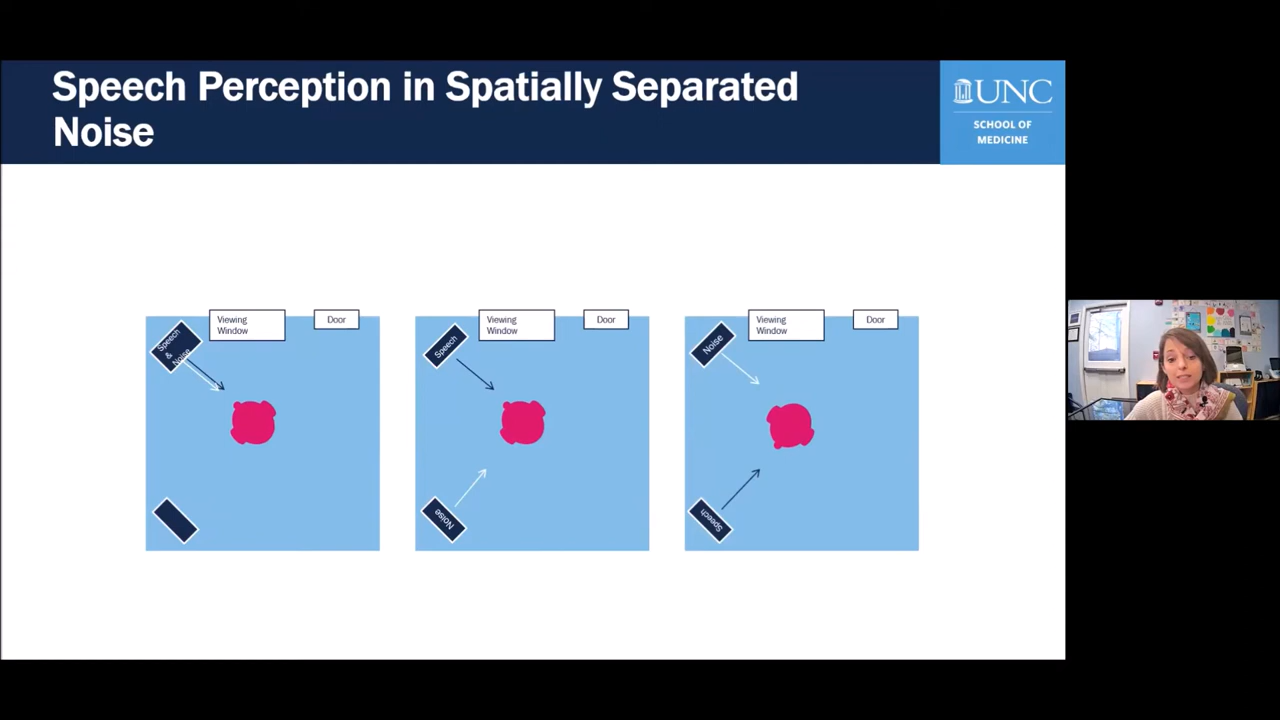 Speech Perception in Spatially Separated
Noise
UNC
SCHOOL OF
MEDICINE
Speech
&
Noise
Viewing
Window
Door
Speech
Viewing
Window
Door
Noise
Noise
Viewing
Window
Door
Speech